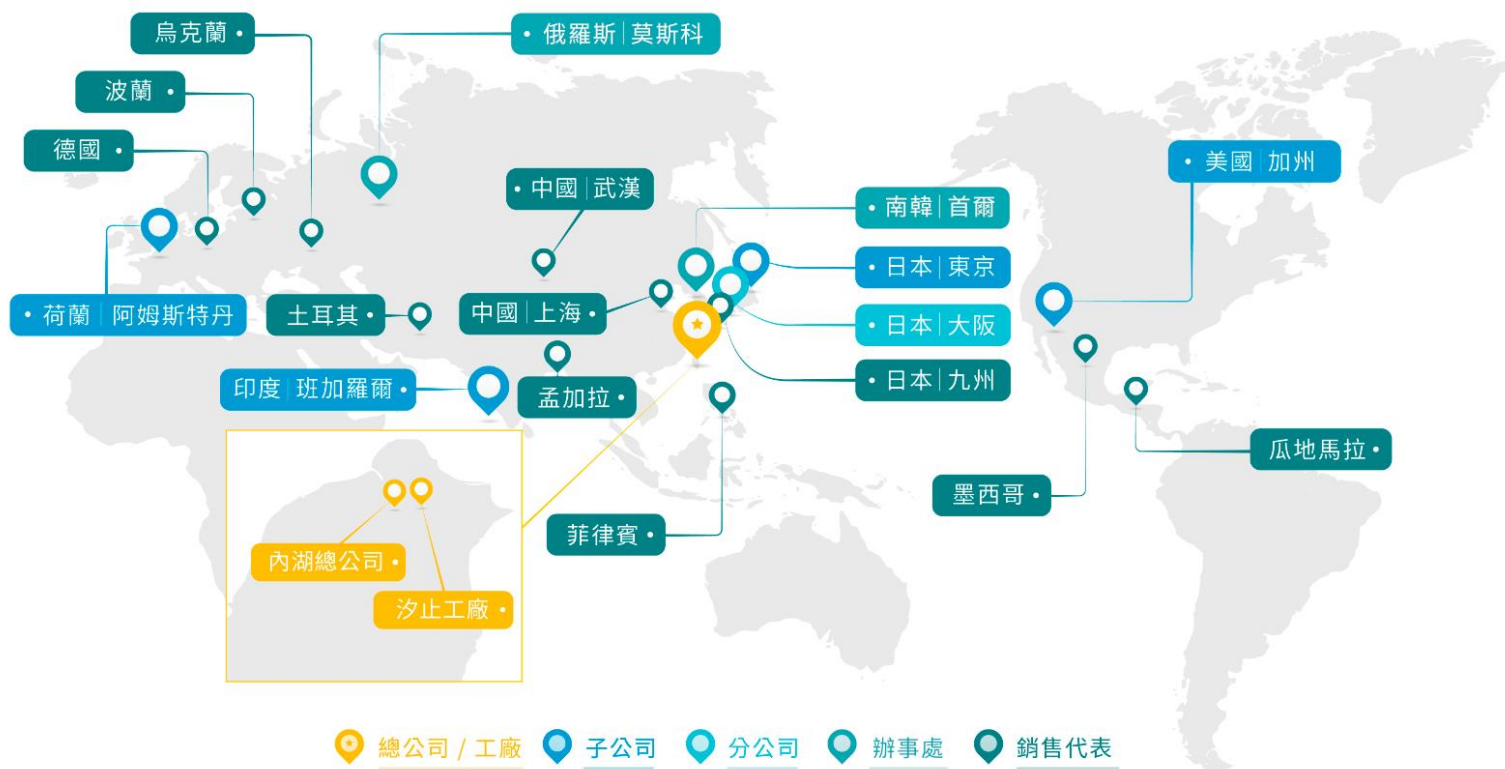 烏克蘭
俄羅斯|莫斯科
波蘭
德國
美國|加州
中國|武漢
南韓|首爾
日本|東京
荷蘭|阿姆斯特丹
土耳其
中國|上海
日本|大阪
印度|班加羅爾
孟加拉
日本|九州
瓜地馬拉
墨西哥
菲律賓
內湖總公司
汐止工廠
總公司 / 工廠
子公司
分公司
辦事處
銷售代表